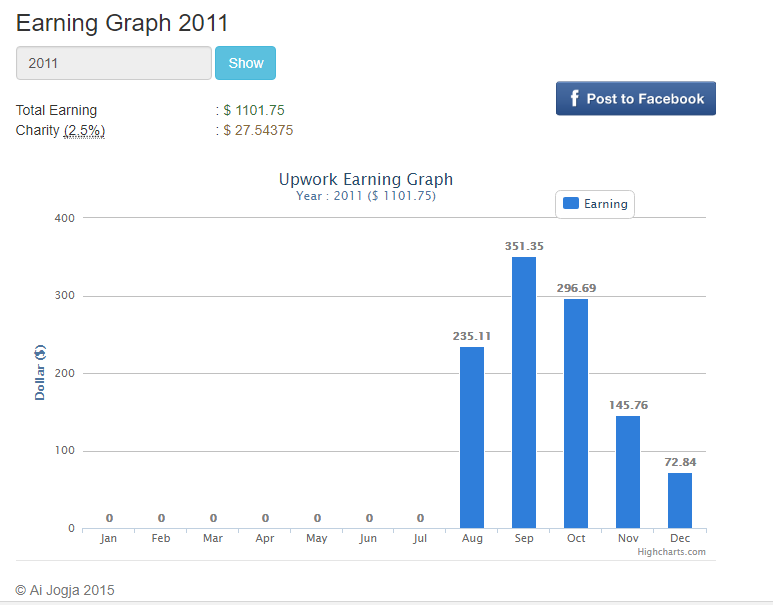 Earning Graph 2011
2011 Show
Total Earning : $ 1101.75
Charity (2.5%) : $ 27.54375
f Post to Facebook
Upwork Earning Graph
Year : 2011 ($ 1101.75)
Earning
Dollar ($)
400
300
200
100
0
0 0 0 0 0 0 0 235.11 351.35 296.69 145.76 72.84
Jan Feb Mar Apr May Jun Jul Aug Sep Oct Nov Dec
Highcharts.com
© Ai Jogja 2015